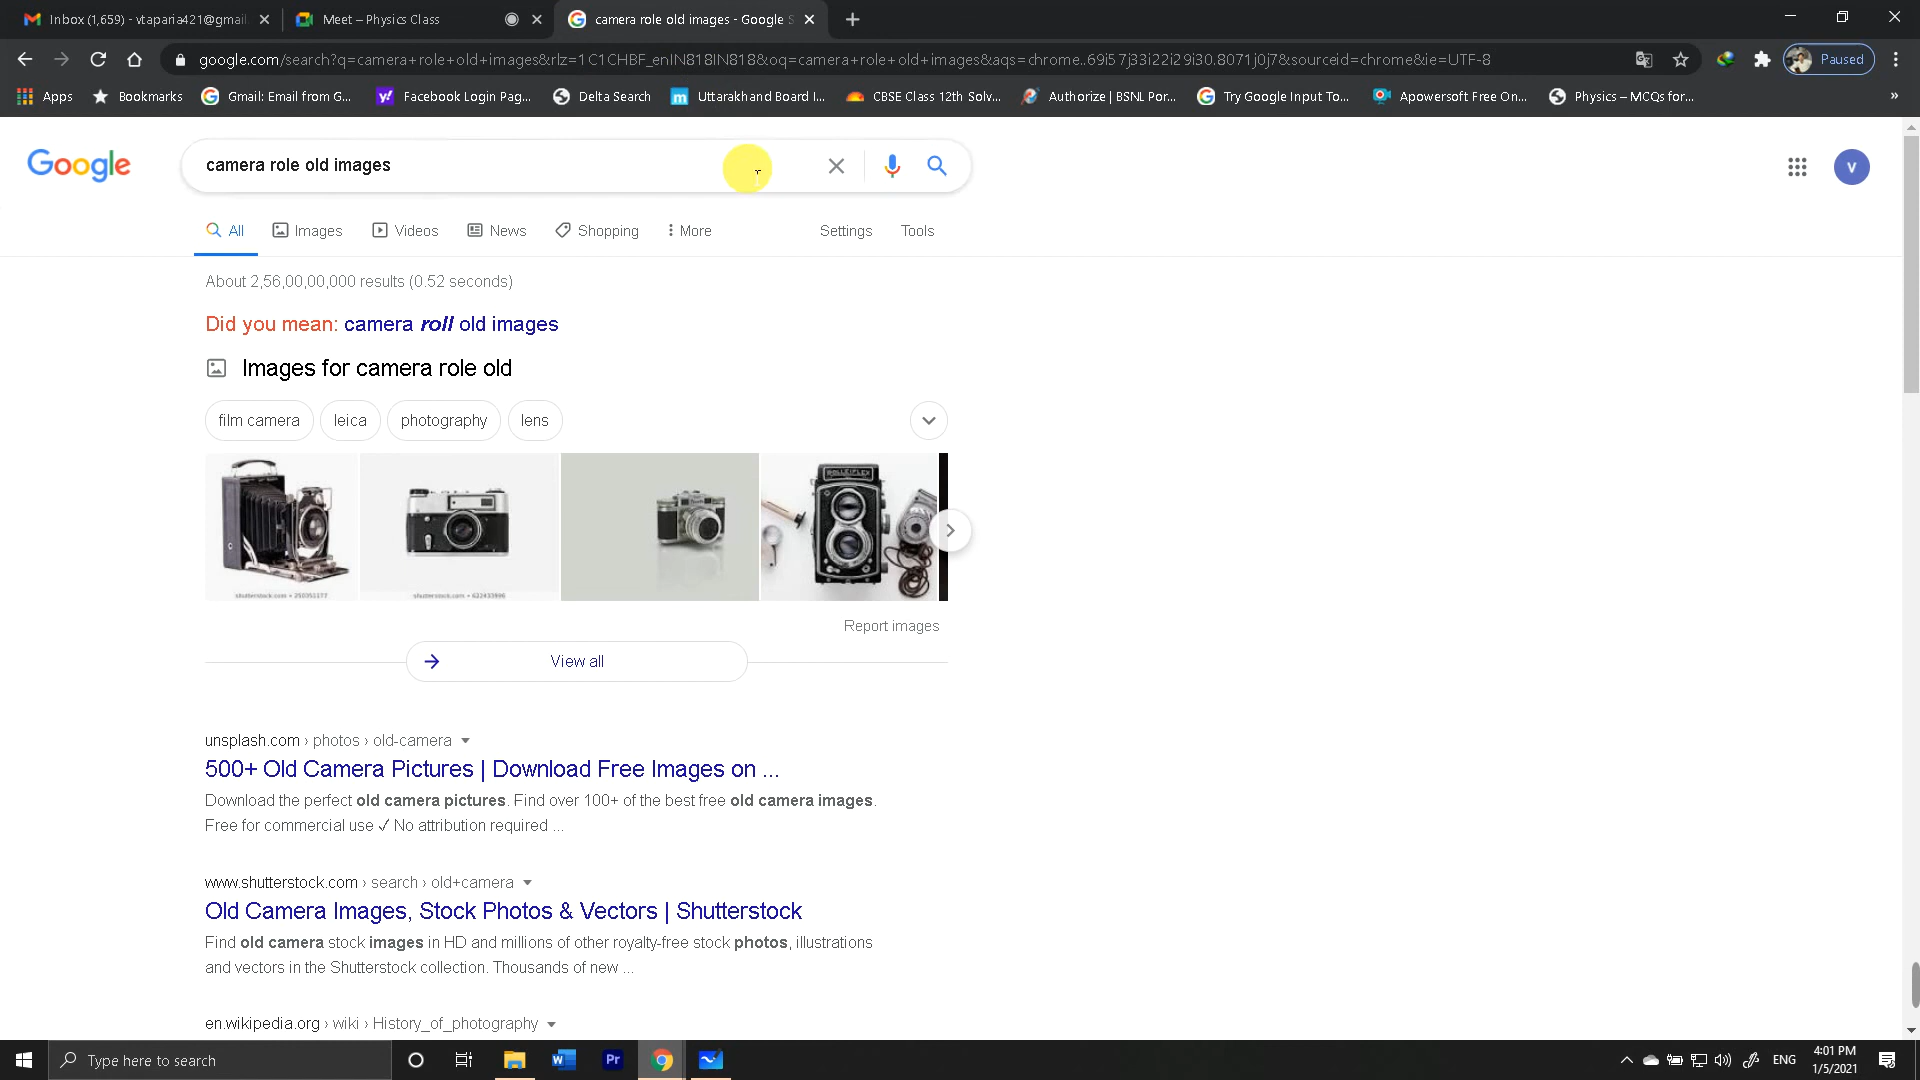 Inbox (1,659) - vtaparia421@gmail
Meet – Physics Class
camera role old images - Google S
google.com/search?q=camera+role+old+images&rlz=1C1CHBF_enIN818IN818&oq=camera+role+old+images&aqs=chrome..69i57j33i22i29i30.8071j0j7&sourceid=chrome&ie=UTF-8
Paused
Apps
Bookmarks
Gmail: Email from G...
Facebook Login Pag...
Delta Search
Uttarakhand Board I...
CBSE Class 12th Solv...
Authorize | BSNL Por...
Try Google Input To...
Apowersoft Free On...
Physics – MCQs for...
»
Google
camera role old images
V
All
Images
Videos
News
Shopping
More
Settings
Tools
About 2,56,00,00,000 results (0.52 seconds)
Did you mean: camera roll old images
Images for camera role old
film camera
leica
photography
lens
ROLLEIFLEX
shutterstock.com • 250351177
shutterstock.com • 622433996
Report images
View all
unsplash.com › photos › old-camera
500+ Old Camera Pictures | Download Free Images on ...
Download the perfect old camera pictures. Find over 100+ of the best free old camera images.
Free for commercial use ✓ No attribution required ...
www.shutterstock.com › search › old+camera
Old Camera Images, Stock Photos & Vectors | Shutterstock
Find old camera stock images in HD and millions of other royalty-free stock photos, illustrations
and vectors in the Shutterstock collection. Thousands of new ...
en.wikipedia.org › wiki › History_of_photography
Type here to search
W
Pr
ENG
4:01 PM
1/5/2021